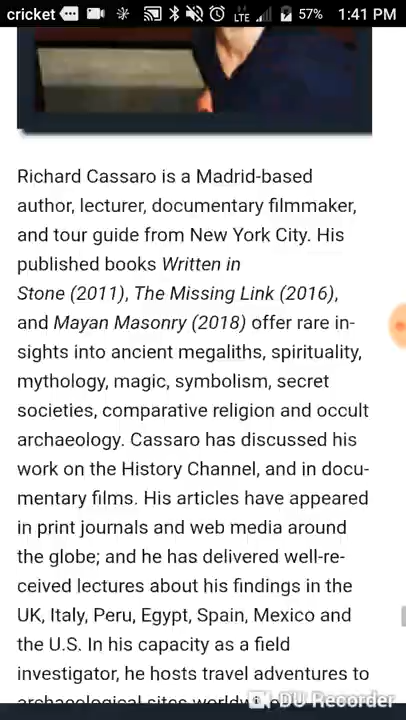 cricket LTE 57% 1:41 PM
Richard Cassaro is a Madrid-based
author, lecturer, documentary filmmaker,
and tour guide from New York City. His
published books Written in
Stone (2011), The Missing Link (2016),
and Mayan Masonry (2018) offer rare in-
sights into ancient megaliths, spirituality,
mythology, magic, symbolism, secret
societies, comparative religion and occult
archaeology. Cassaro has discussed his
work on the History Channel, and in docu-
mentary films. His articles have appeared
in print journals and web media around
the globe; and he has delivered well-re-
ceived lectures about his findings in the
UK, Italy, Peru, Egypt, Spain, Mexico and
the U.S. In his capacity as a field
investigator, he hosts travel adventures to
archaeological sites worldwide
DU Recorder